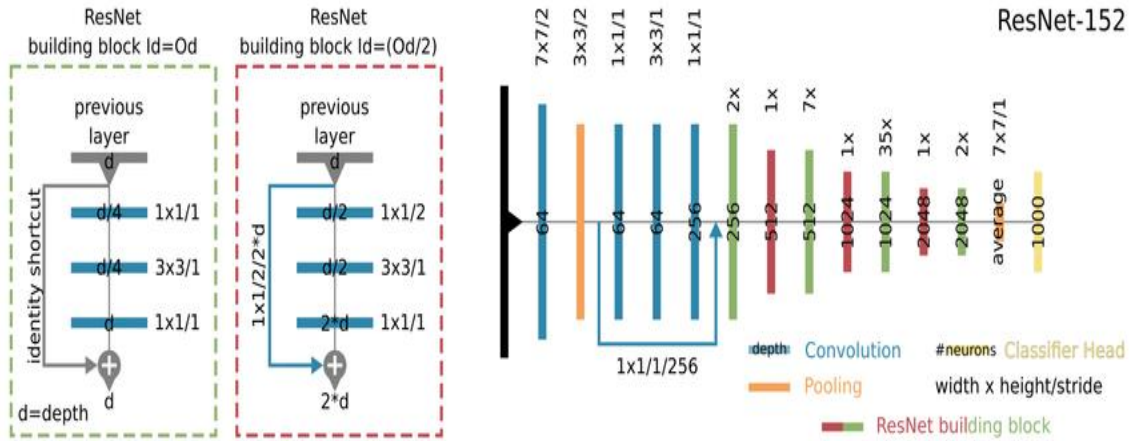 ResNet
building block Id=Od
previous
layer
d
d/4 1x1/1
d/4 3x3/1
d 1x1/1
identity shortcut
+
d
d=depth
ResNet
building block Id=(Od/2)
previous
layer
d
d/2 1x1/2
d/2 3x3/1
2*d 1x1/1
1x1/2/2*d
+
2*d
ResNet-152
7x7/2
3x3/2
1x1/1
3x3/1
1x1/1
2x
1x
7x
1x
35x
1x
2x
7x7/1
64
64
64
256
256
512
512
1024
1024
2048
2048
average
1000
1x1/1/256
depth Convolution
#neurons Classifier Head
Pooling
width x height/stride
ResNet building block